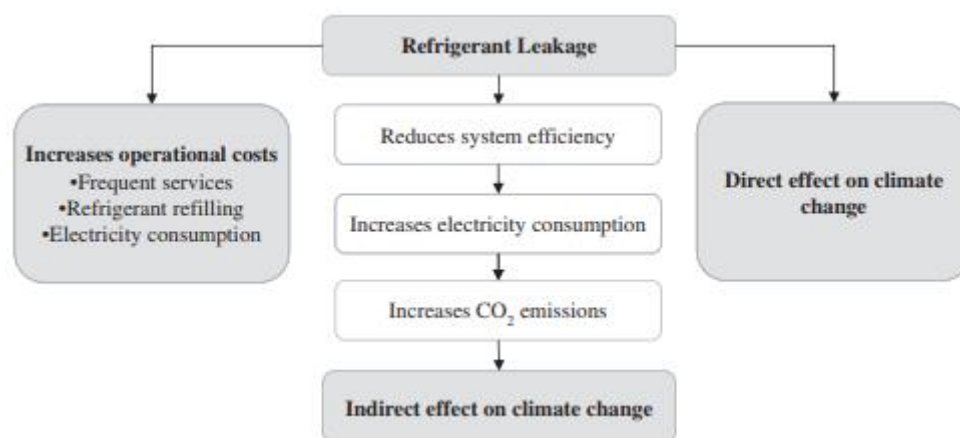 Refrigerant Leakage
Increases operational costs
•Frequent services
•Refrigerant refilling
•Electricity consumption
Reduces system efficiency
Increases electricity consumption
Increases CO₂ emissions
Indirect effect on climate change
Direct effect on climate
change